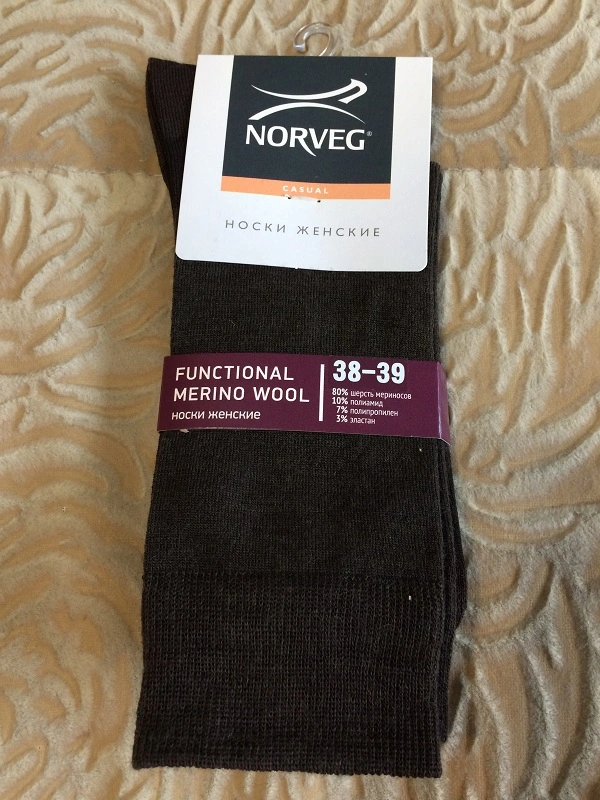 NORVEG®
CASUAL
НОСКИ ЖЕНСКИЕ
FUNCTIONAL
MERINO WOOL
носки женские
38–39
80% шерсть мериносов
10% полиамид
7% полипропилен
3% эластан